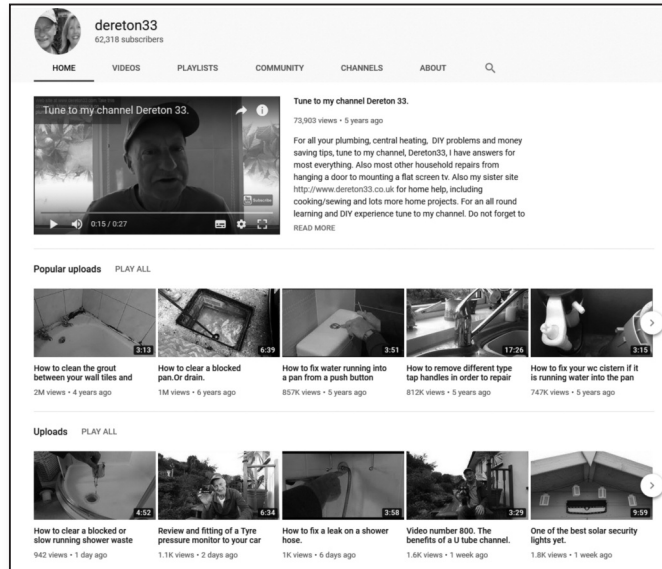 dereton33
62,318 subscribers
HOME VIDEOS PLAYLISTS COMMUNITY CHANNELS ABOUT
Tune to my channel Dereton 33.
0:15 / 0:27
Subscribe
Tune to my channel Dereton 33.
73,903 views • 5 years ago
For all your plumbing, central heating, DIY problems and money
saving tips, tune to my channel, Dereton33, I have answers for
most everything. Also most other household repairs from
hanging a door to mounting a flat screen tv. Also my sister site
http://www.dereton33.co.uk for home help, including
cooking/sewing and lots more home projects. For an all round
learning and DIY experience tune to my channel. Do not forget to
READ MORE
Popular uploads PLAY ALL
3:13
How to clean the grout
between your wall tiles and
2M views • 4 years ago
6:39
How to clear a blocked
pan.Or drain.
1M views • 6 years ago
3:51
How to fix water running into
a pan from a push button
857K views • 5 years ago
17:26
How to remove different type
tap handles in order to repair
812K views • 5 years ago
3:15
How to fix your wc cistern if it
is running water into the pan
747K views • 5 years ago
Uploads PLAY ALL
4:52
How to clear a blocked or
slow running shower waste
942 views • 1 day ago
6:34
Review and fitting of a Tyre
pressure monitor to your car
1.1K views • 2 days ago
3:58
How to fix a leak on a shower
hose.
1K views • 6 days ago
3:29
Video number 800. The
benefits of a U tube channel.
1.6K views • 1 week ago
9:59
One of the best solar security
lights yet.
1.8K views • 1 week ago